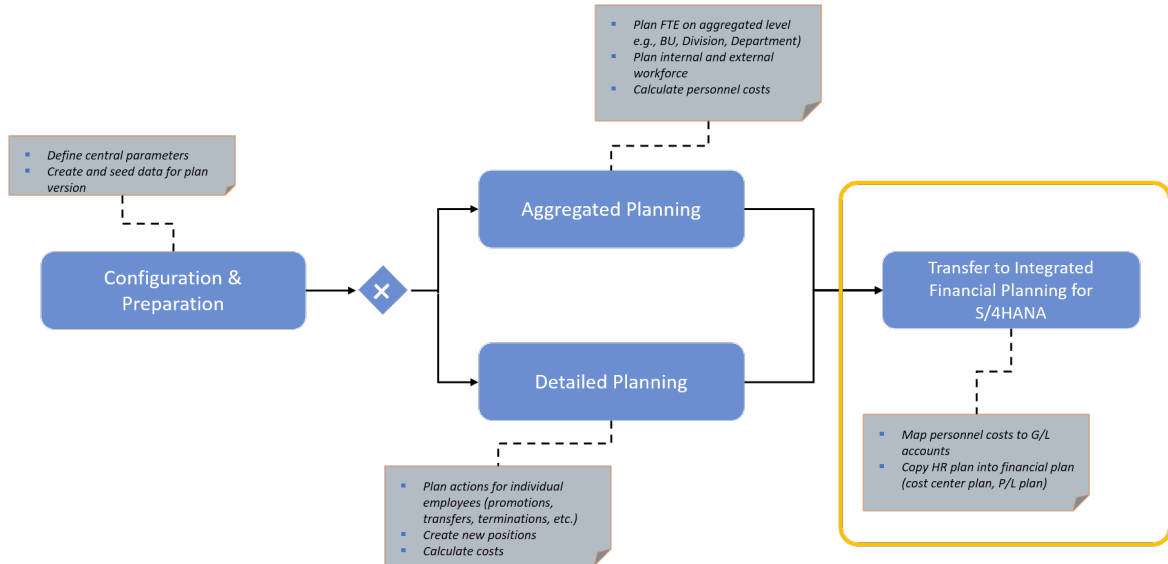 Plan FTE on aggregated level
e.g., BU, Division, Department)
Plan internal and external
workforce
Calculate personnel costs
Define central parameters
Create and seed data for plan
version
Configuration &
Preparation
Aggregated Planning
Detailed Planning
Plan actions for individual
employees (promotions,
transfers, terminations, etc.)
Create new positions
Calculate costs
Transfer to Integrated
Financial Planning for
S/4HANA
Map personnel costs to G/L
accounts
Copy HR plan into financial plan
(cost center plan, P/L plan)